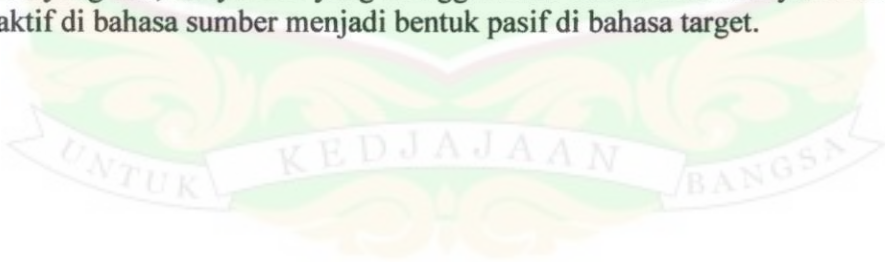 aktif di bahasa sumber menjadi bentuk pasif di bahasa target.
UNTUK KEDJAJAAN BANGSA